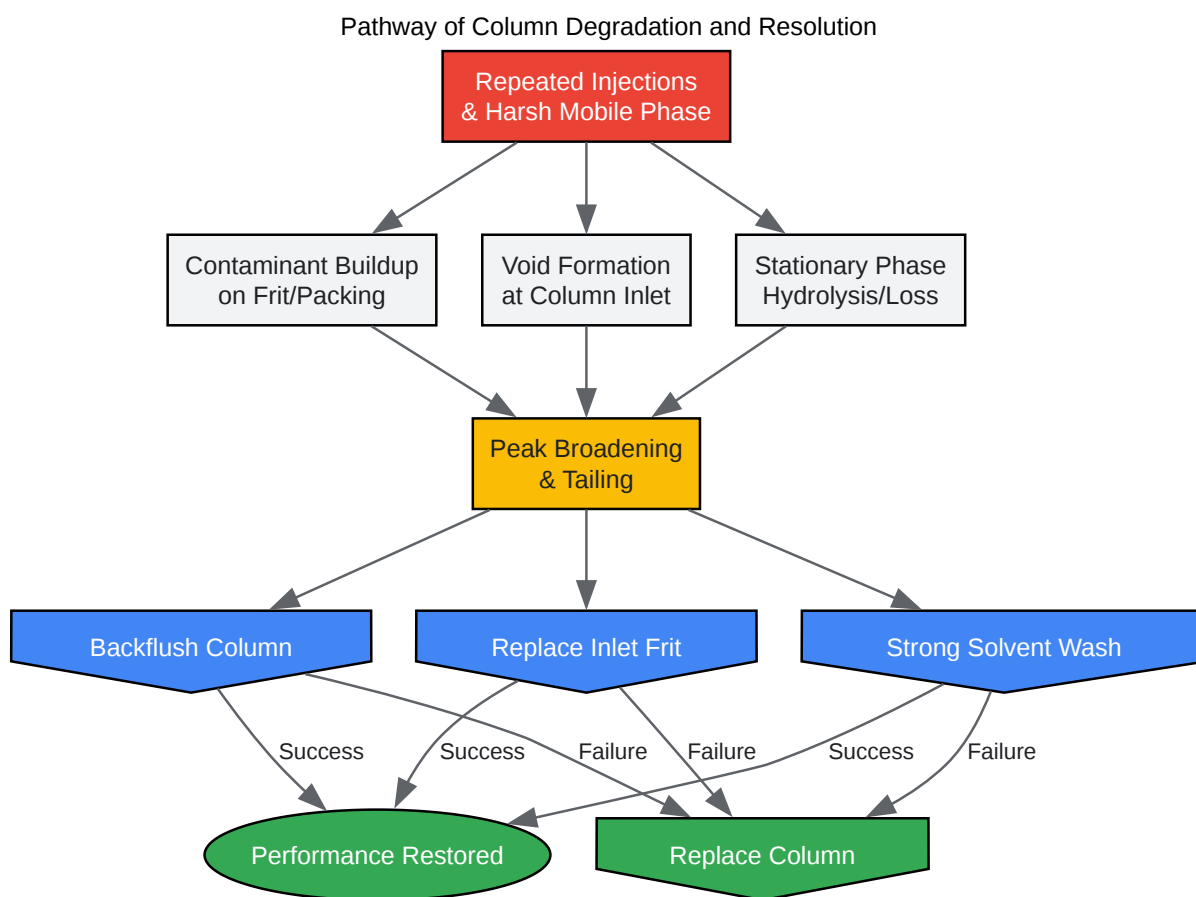 Pathway of Column Degradation and Resolution
Repeated Injections
& Harsh Mobile Phase
Contaminant Buildup
on Frit/Packing
Void Formation
at Column Inlet
Stationary Phase
Hydrolysis/Loss
Peak Broadening
& Tailing
Backflush Column
Replace Inlet Frit
Strong Solvent Wash
Success
Success
Failure
Failure
Success
Failure
Performance Restored
Replace Column